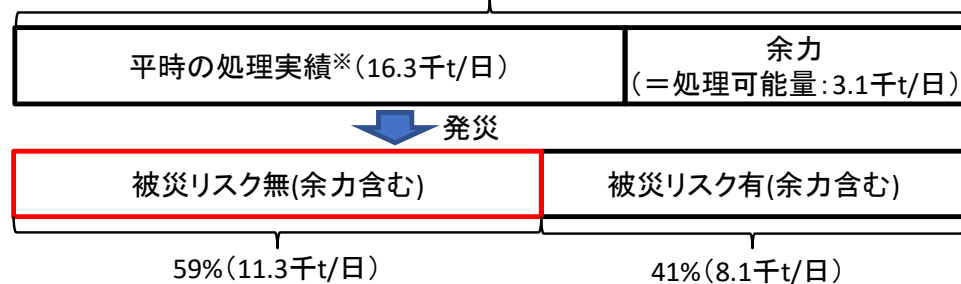 平時の処理実績※(16.3千t/日)
余力
(=処理可能量:3.1千t/日)
発災
被災リスク無(余力含む)
被災リスク有(余力含む)
59%(11.3千t/日)
41%(8.1千t/日)